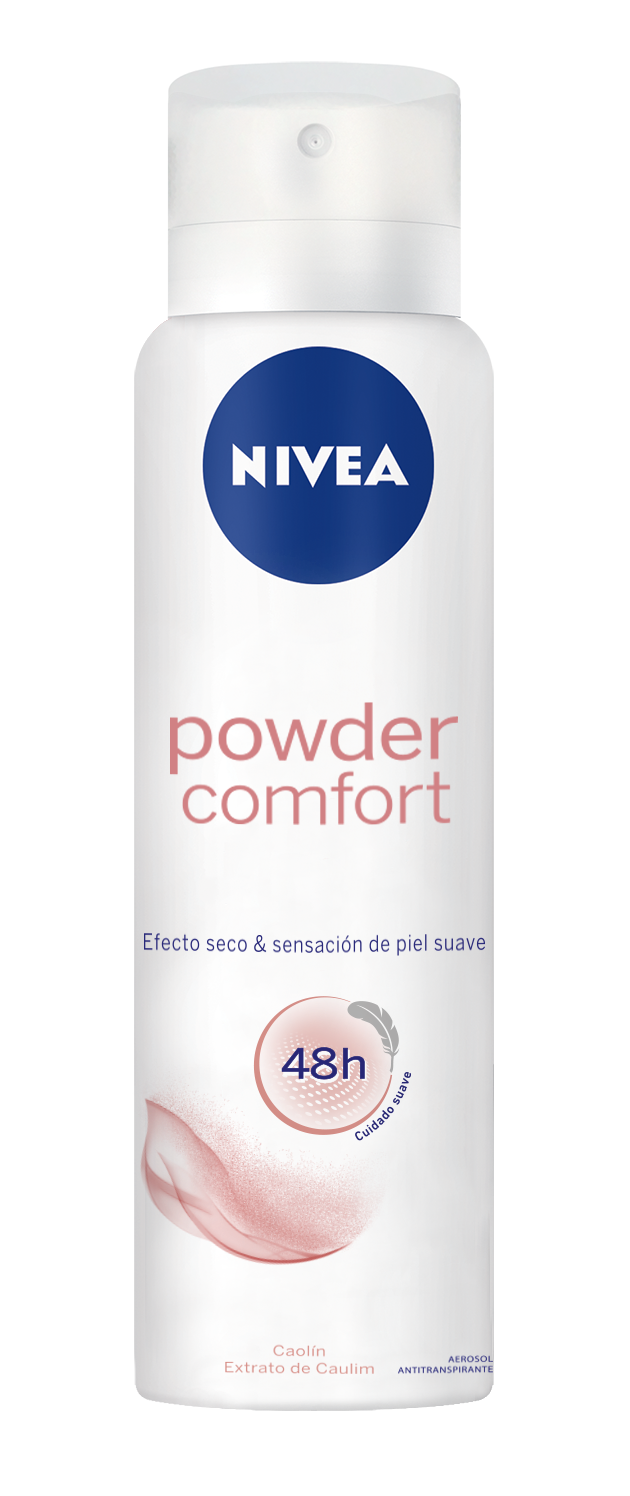 NIVEA
powder
comfort
Efecto seco & sensación de piel suave
48h
Cuidado suave
Caolín
Extrato de Caulim
AEROSOL
ANTITRANSPIRANTE